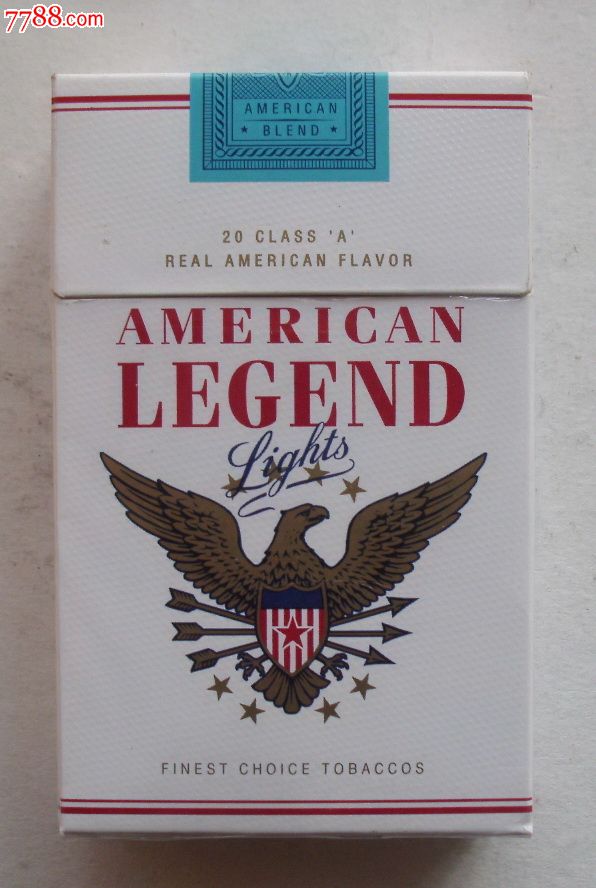 7788.com
AMERICAN
★ BLEND ★
20 CLASS 'A'
REAL AMERICAN FLAVOR
AMERICAN
LEGEND
Lights
FINEST CHOICE TOBACCOS